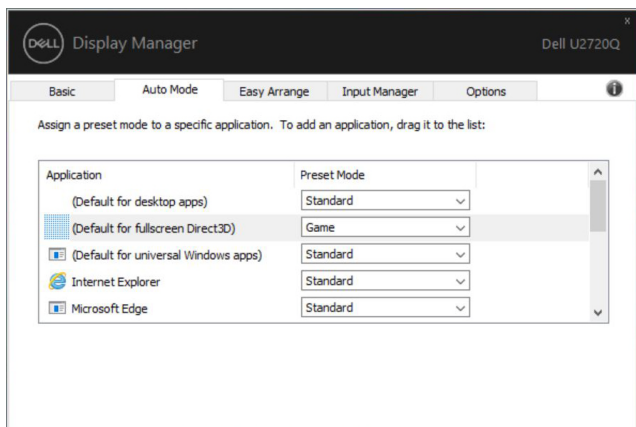 x
DELL Display Manager
Dell U2720Q
Basic Auto Mode Easy Arrange Input Manager Options
Assign a preset mode to a specific application. To add an application, drag it to the list:
Application Preset Mode
(Default for desktop apps) Standard
(Default for fullscreen Direct3D) Game
(Default for universal Windows apps) Standard
Internet Explorer Standard
Microsoft Edge Standard